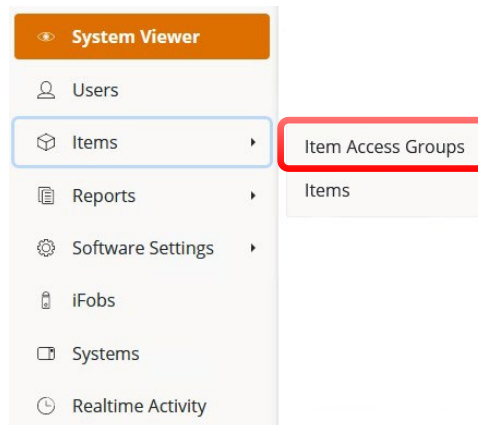 System Viewer
Users
Items
Item Access Groups
Reports
Items
Software Settings
iFobs
Systems
Realtime Activity